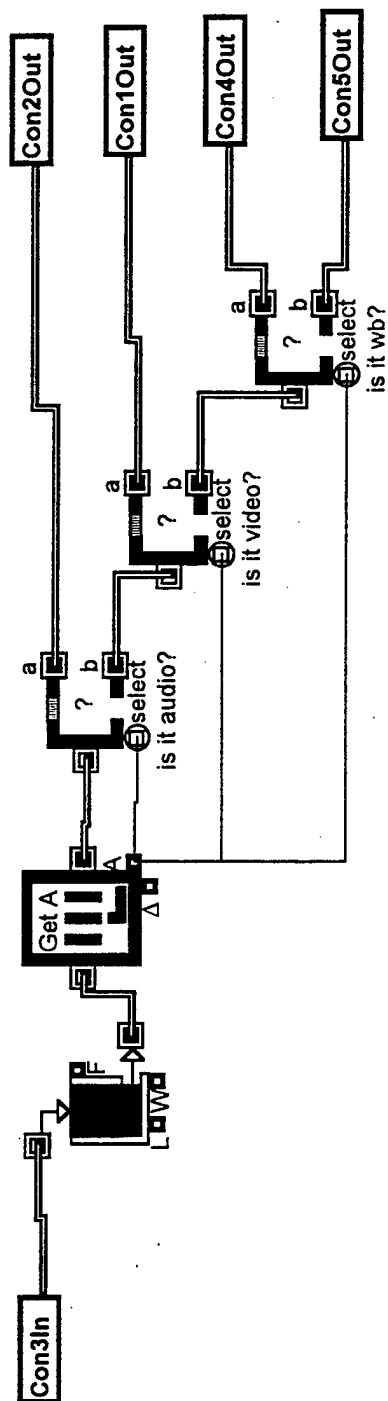 Con3In
L
W
F
Get A
A
Δ
a
?
b
select
is it audio?
Con2Out
a
?
b
select
is it video?
Con1Out
a
?
b
select
is it wb?
Con4Out
Con5Out